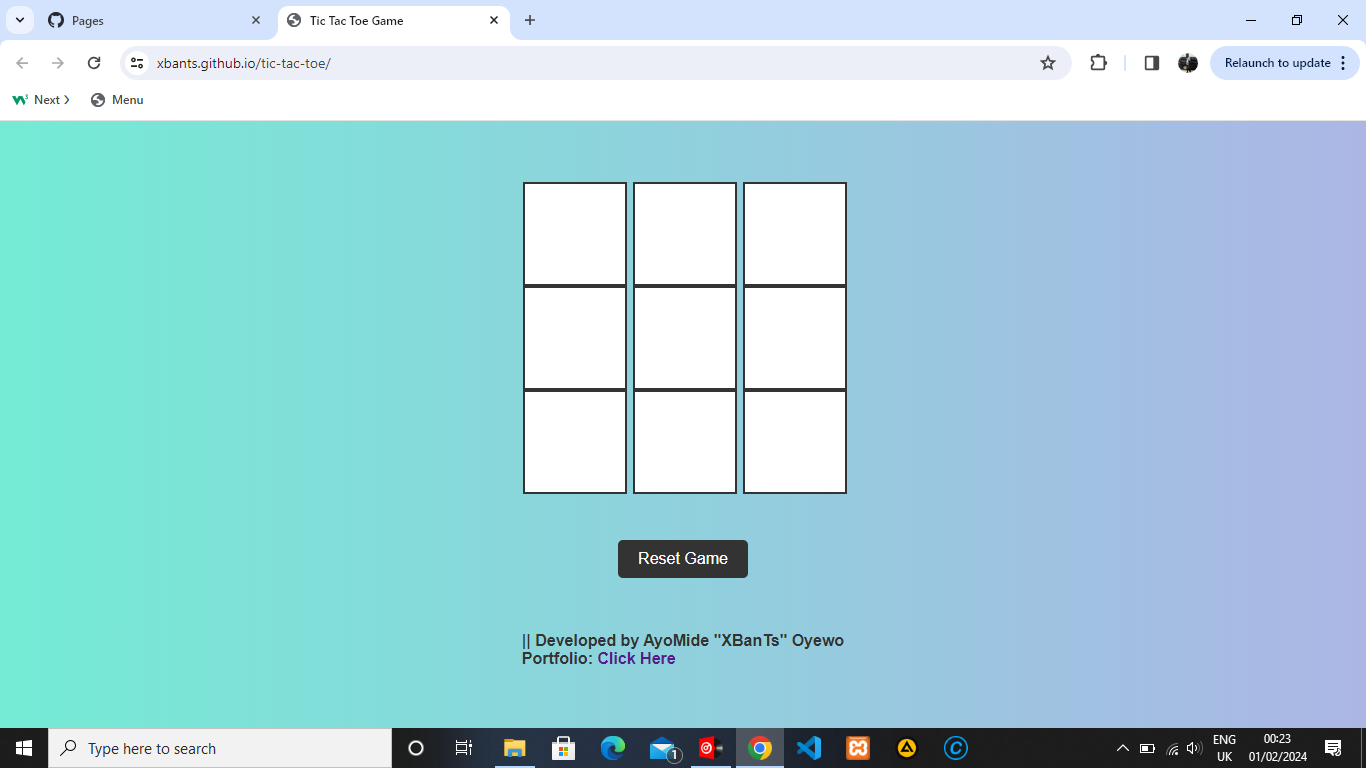 Pages
Tic Tac Toe Game
xbants.github.io/tic-tac-toe/
Relaunch to update
Next
Menu
Reset Game
|| Developed by AyoMide "XBanTs" Oyewo
Portfolio: Click Here
Type here to search
1
ENG
UK
00:23
01/02/2024